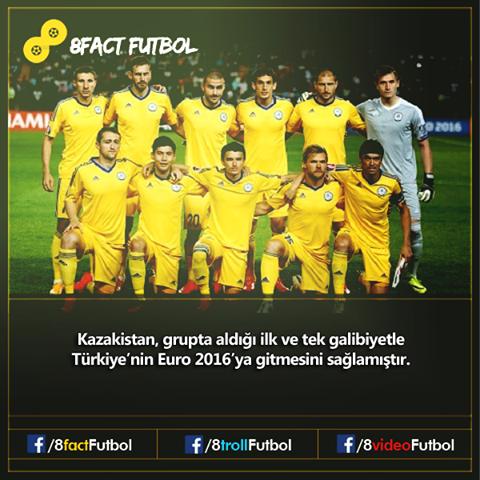 8FACT FUTBOL
2016
Kazakistan, grupta aldığı ilk ve tek galibiyetle
Türkiye'nin Euro 2016'ya gitmesini sağlamıştır.
/8factFutbol
/8trollFutbol
/8videoFutbol